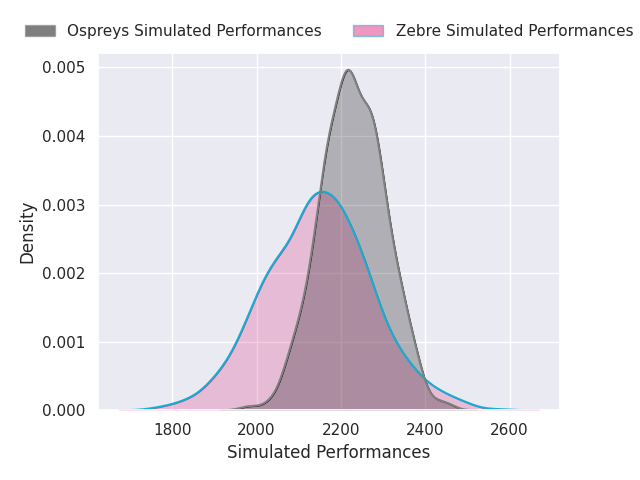 Ospreys Simulated Performances Zebre Simulated Performances
0.005
0.004
0.003
0.002
0.001
0.000
Density
1800 2000 2200 2400 2600
Simulated Performances